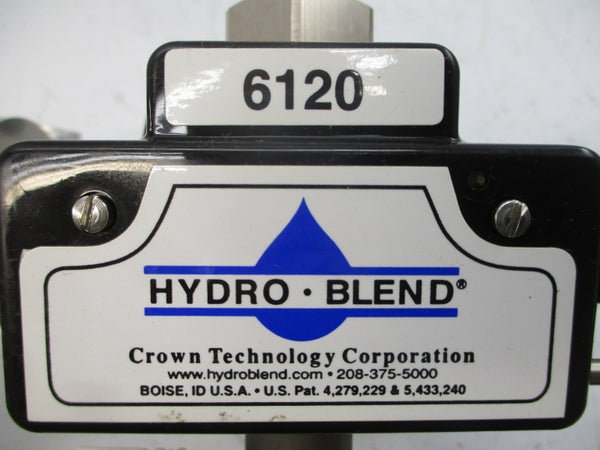 6120
HYDRO · BLEND®
Crown Technology Corporation
www.hydroblend.com • 208-375-5000
BOISE, ID U.S.A. • U.S. Pat. 4,279,229 & 5,433,240